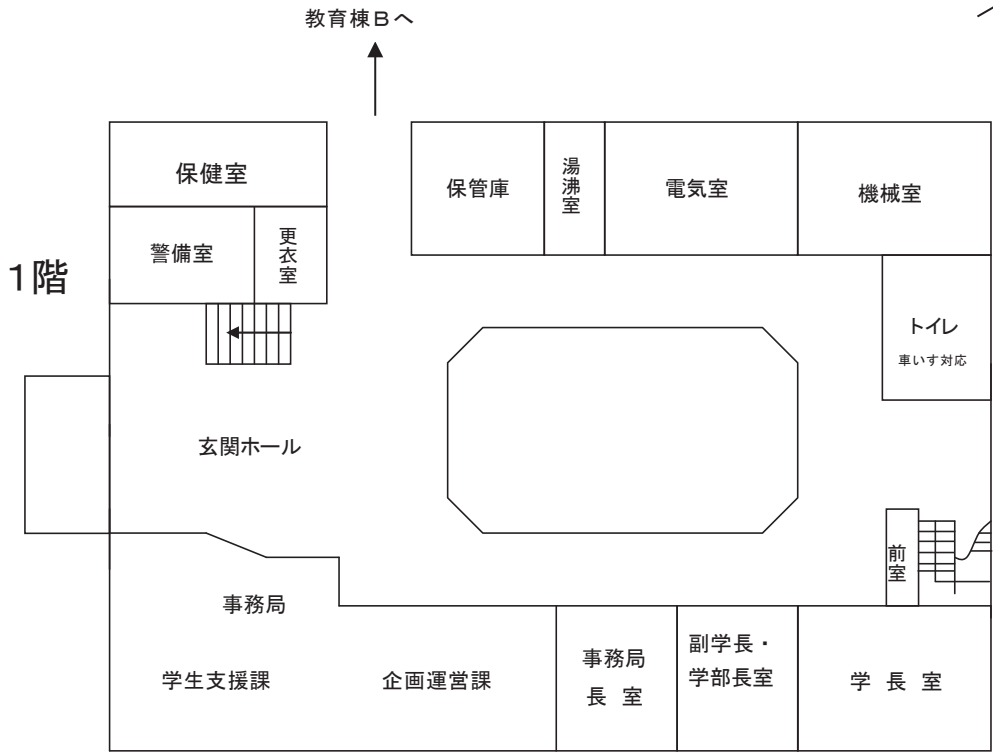 教育棟Bへ
保健室
保管庫
湯沸室
電気室
機械室
警備室
更衣室
1階
トイレ
車いす対応
玄関ホール
前室
事務局
学生支援課
企画運営課
事務局
長 室
副学長・
学部長室
学 長 室